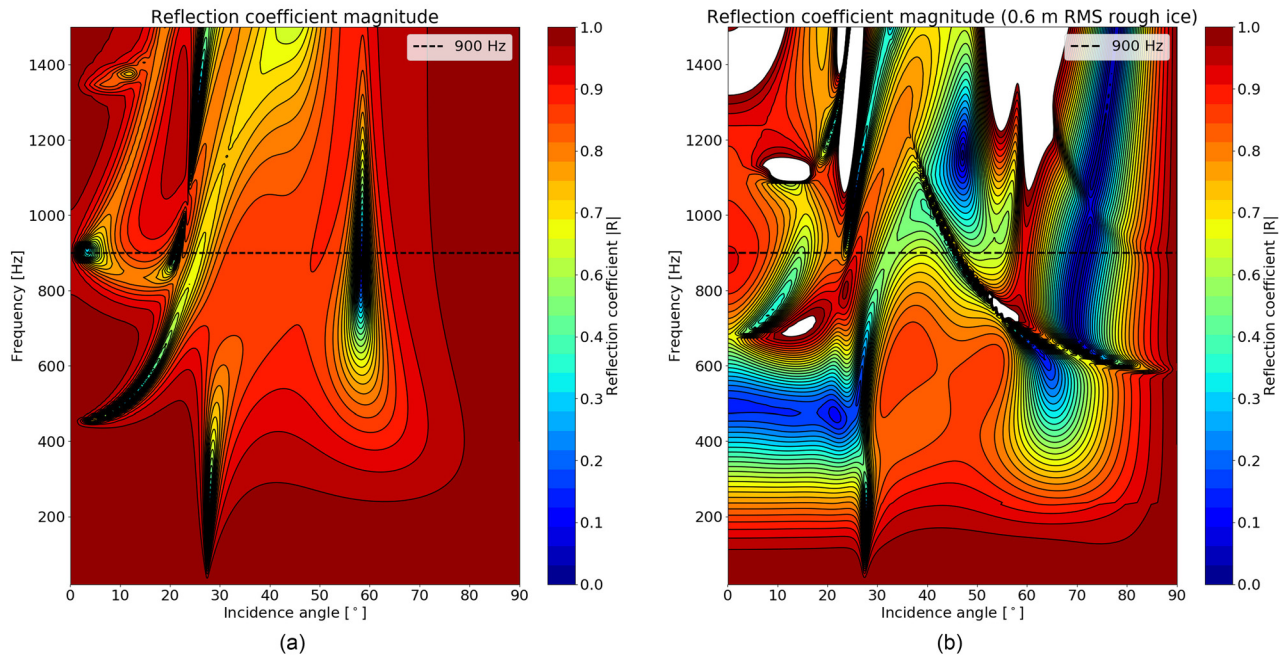 Reflection coefficient magnitude
900 Hz
1400
1200
1000
800
600
400
200
Frequency [Hz]
0 10 20 30 40 50 60 70 80 90
Incidence angle [°]
1.0
0.9
0.8
0.7
0.6
0.5
0.4
0.3
0.2
0.1
0.0
Reflection coefficient |R|
(a)
Reflection coefficient magnitude (0.6 m RMS rough ice)
900 Hz
1400
1200
1000
800
600
400
200
Frequency [Hz]
0 10 20 30 40 50 60 70 80 90
Incidence angle [°]
1.0
0.9
0.8
0.7
0.6
0.5
0.4
0.3
0.2
0.1
0.0
Reflection coefficient |R|
(b)